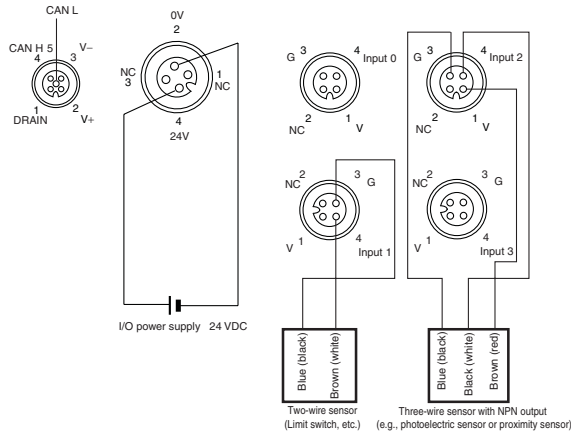 CAN L
CAN H 5
V–
4
3
1
2
DRAIN
V+
0V
2
NC
3
1
NC
4
24V
I/O power supply 24 VDC
G 3
4
Input 0
2
NC
1
V
G 3
4
Input 2
2
NC
1
V
NC 2
3
G
V 1
4
Input 1
NC 2
3
G
V 1
4
Input 3
Blue (black)
Brown (white)
Two-wire sensor
(Limit switch, etc.)
Blue (black)
Black (white)
Brown (red)
Three-wire sensor with NPN output
(e.g., photoelectric sensor or proximity sensor)